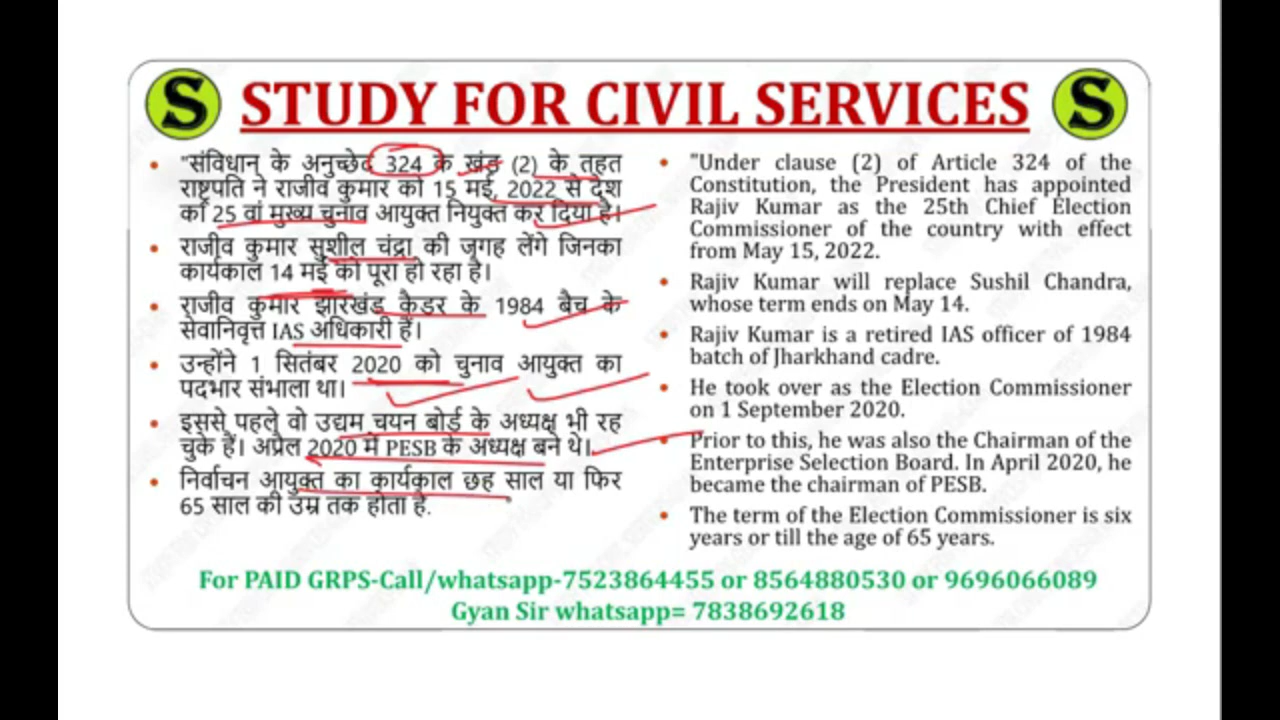 S STUDY FOR CIVIL SERVICES S
• "संविधान के अनुच्छेद 324 के खंड (2) के तहत
राष्ट्रपति ने राजीव कुमार को 15 मई, 2022 से देश
का 25 वां मुख्य चुनाव आयुक्त नियुक्त कर दिया है।
• राजीव कुमार सुशील चंद्रा की जगह लेंगे जिनका
कार्यकाल 14 मई को पूरा हो रहा है।
• राजीव कुमार झारखंड कैडर के 1984 बैच के
सेवानिवृत्त IAS अधिकारी हैं।
• उन्होंने 1 सितंबर 2020 को चुनाव आयुक्त का
पदभार संभाला था।
• इससे पहले वो उद्यम चयन बोर्ड के अध्यक्ष भी रह
चुके हैं। अप्रैल 2020 में PESB के अध्यक्ष बने थे।
• निर्वाचन आयुक्त का कार्यकाल छह साल या फिर
65 साल की उम्र तक होता है.
• "Under clause (2) of Article 324 of the
Constitution, the President has appointed
Rajiv Kumar as the 25th Chief Election
Commissioner of the country with effect
from May 15, 2022.
• Rajiv Kumar will replace Sushil Chandra,
whose term ends on May 14.
• Rajiv Kumar is a retired IAS officer of 1984
batch of Jharkhand cadre.
• He took over as the Election Commissioner
on 1 September 2020.
• Prior to this, he was also the Chairman of the
Enterprise Selection Board. In April 2020, he
became the chairman of PESB.
• The term of the Election Commissioner is six
years or till the age of 65 years.
For PAID GRPS-Call/whatsapp-7523864455 or 8564880530 or 9696066089
Gyan Sir whatsapp= 7838692618